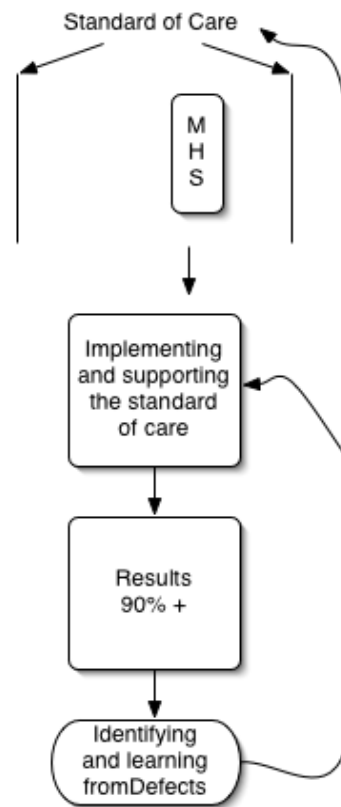 Standard of Care
M
H
S
Implementing
and supporting
the standard
of care
Results
90% +
Identifying
and learning
fromDefects